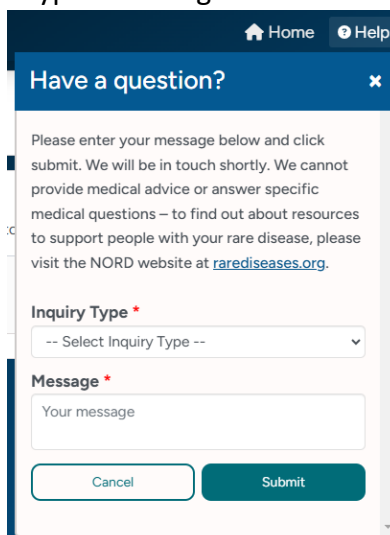 Home Help
Have a question?
Please enter your message below and click
submit. We will be in touch shortly. We cannot
provide medical advice or answer specific
medical questions – to find out about resources
to support people with your rare disease, please
visit the NORD website at rarediseases.org.
Inquiry Type *
-- Select Inquiry Type --
Message *
Your message
Cancel Submit